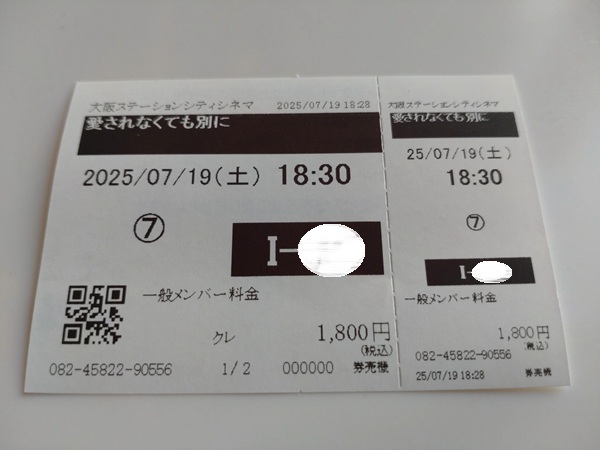 大阪ステーションシティシネマ 2025/07/19 18:28
愛されなくても別に
2025/07/19(土) 18:30
⑦
I-
一般メンバー料金
クレ 1,800円
(税込)
082-45822-90556 1/2 000000 券売機
大阪ステーションシティシネマ
愛されなくても別に
25/07/19(土)
18:30
⑦
I-
一般メンバー料金
1,800円
(税込)
082-45822-90556
25/07/19 18:28 券売機